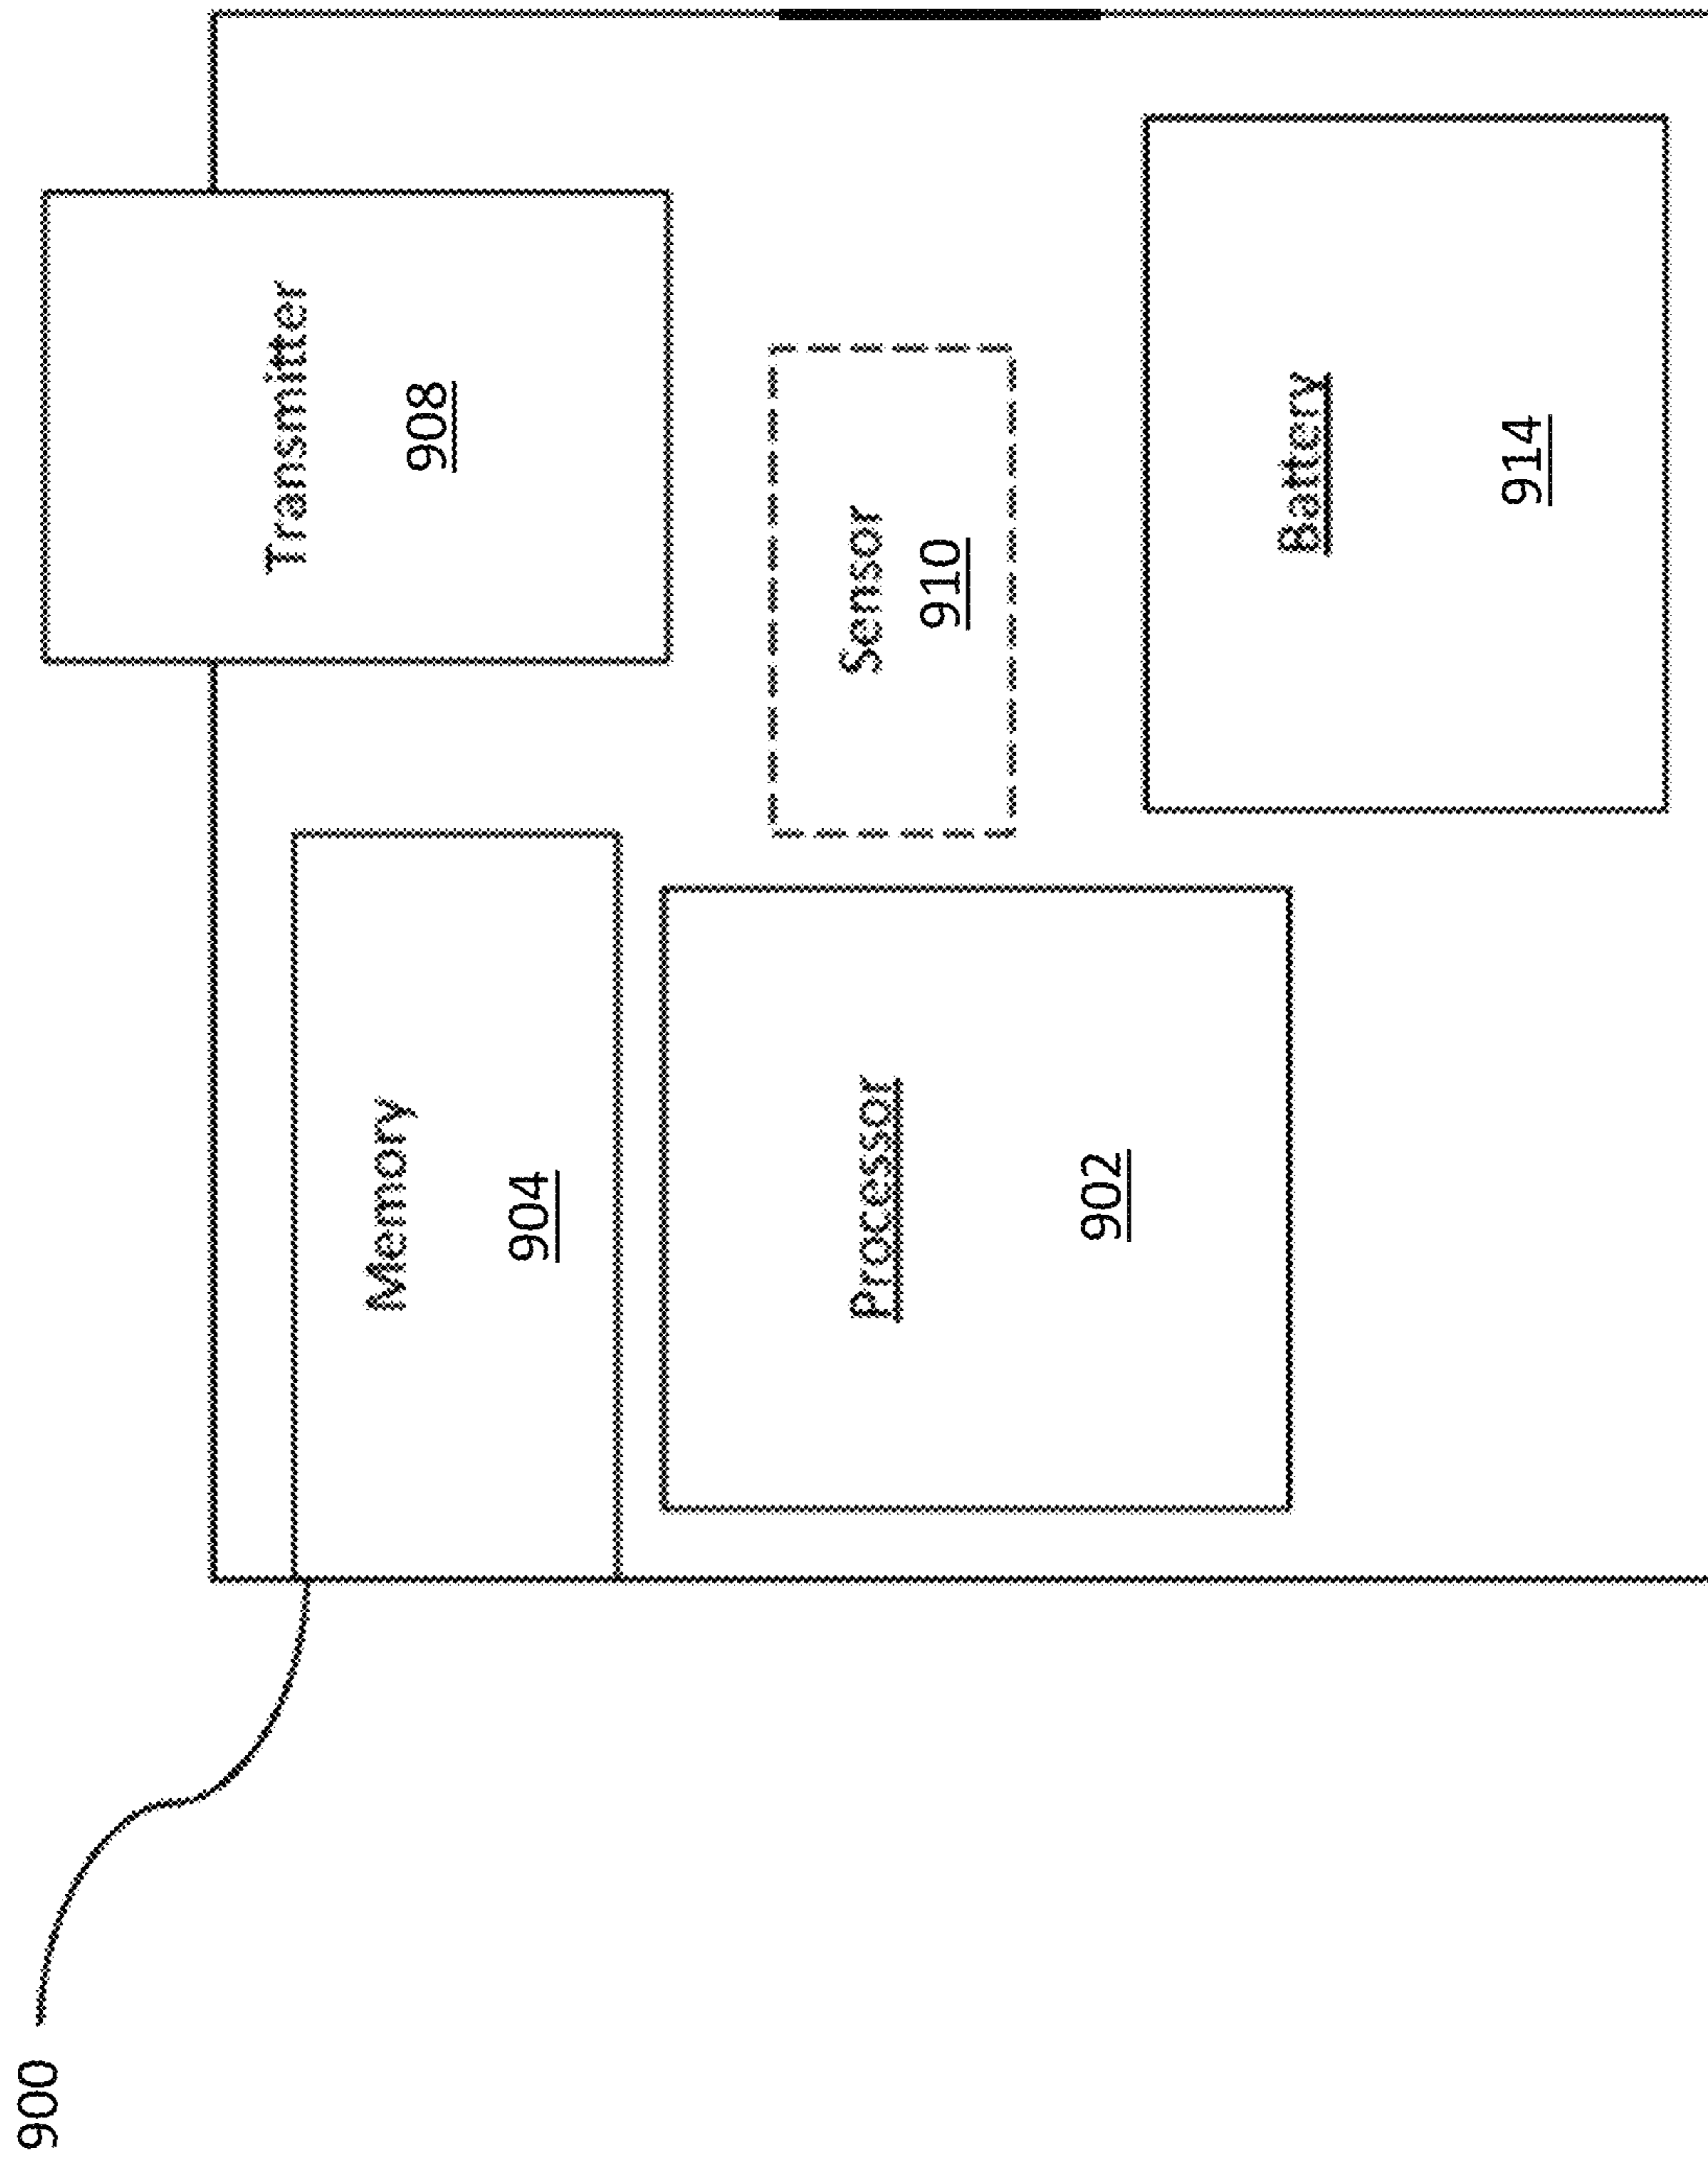 900
Memory
904
Transmitter
908
Processor
902
Sensor
910
Battery
914